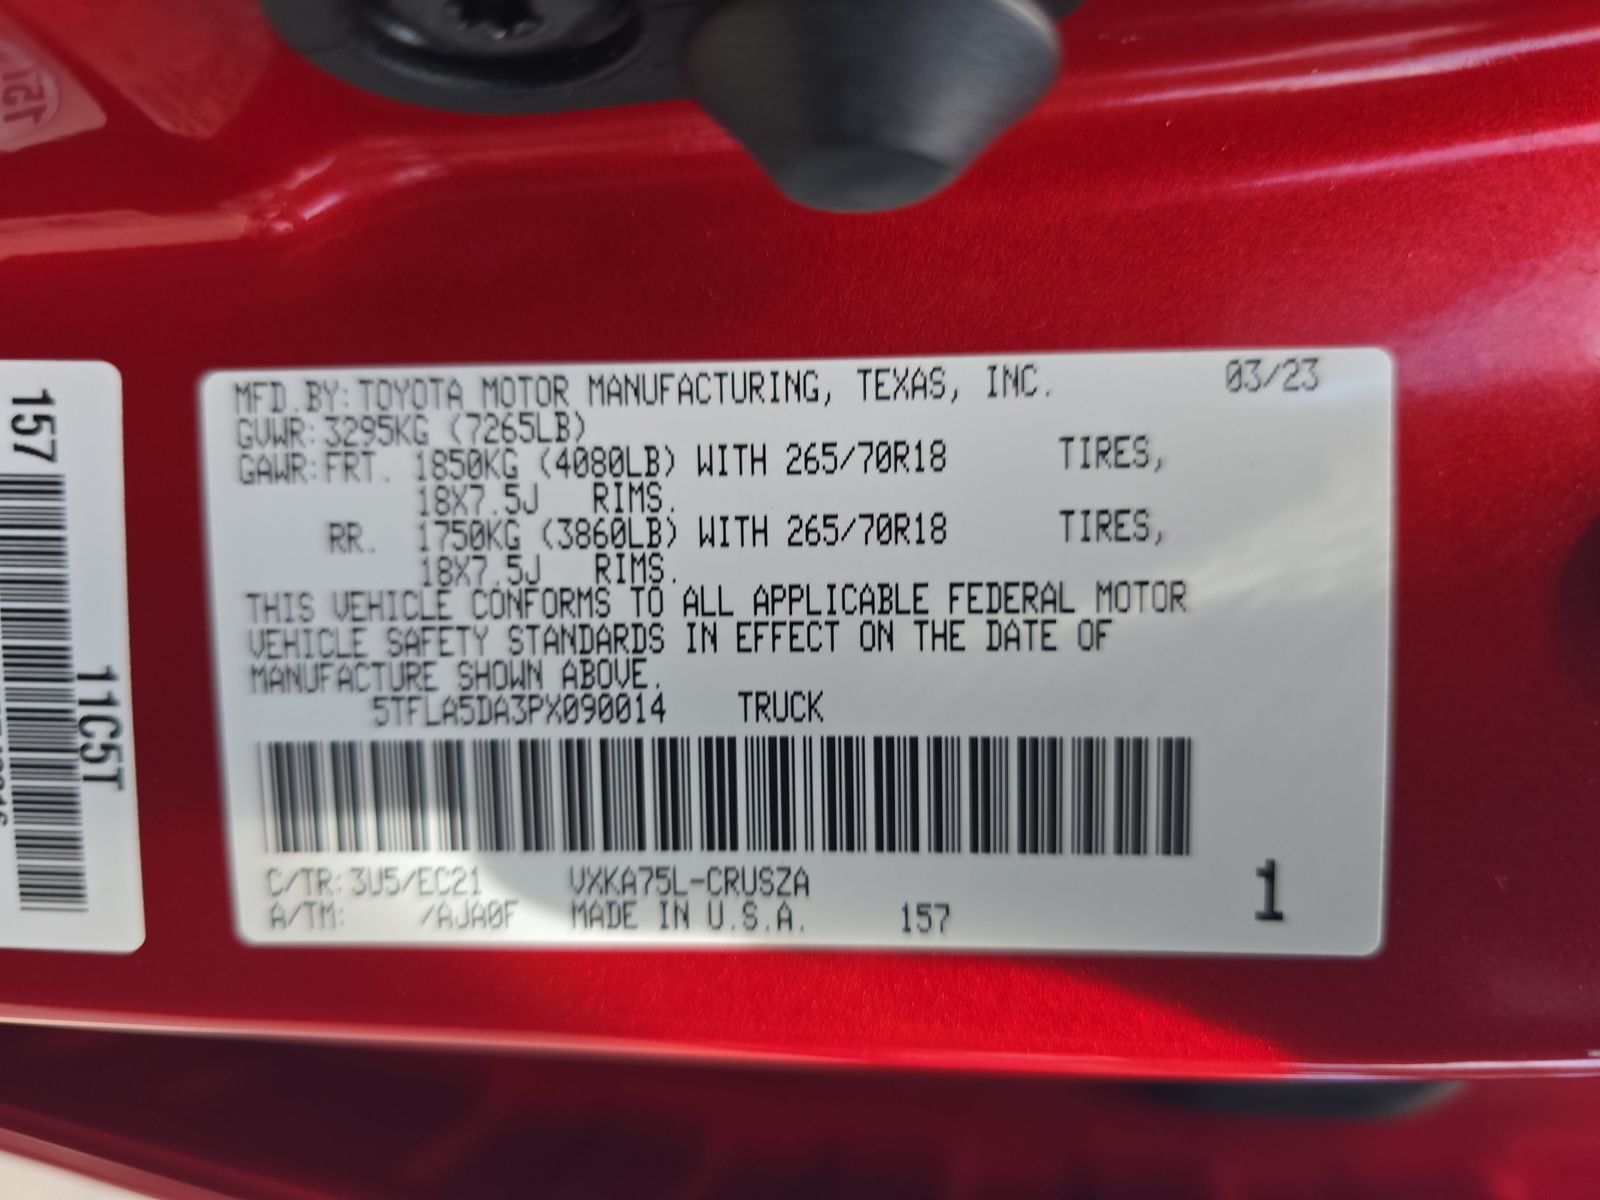 MFD.BY: TOYOTA MOTOR MANUFACTURING, TEXAS, INC. 03/23
GVWR: 3295KG (7265LB)
GAWR: FRT. 1850KG (4080LB) WITH 265/70R18 TIRES,
18X7.5J RIMS.
RR. 1750KG (3860LB) WITH 265/70R18 TIRES,
18X7.5J RIMS.
THIS VEHICLE CONFORMS TO ALL APPLICABLE FEDERAL MOTOR
VEHICLE SAFETY STANDARDS IN EFFECT ON THE DATE OF
MANUFACTURE SHOWN ABOVE.
5TFLA5DA3PX090014 TRUCK
C/TR: 3U5/EC21 VXKA75L-CRUSZA
A/TM: /AJA0F MADE IN U.S.A. 157
1
157
11C5T